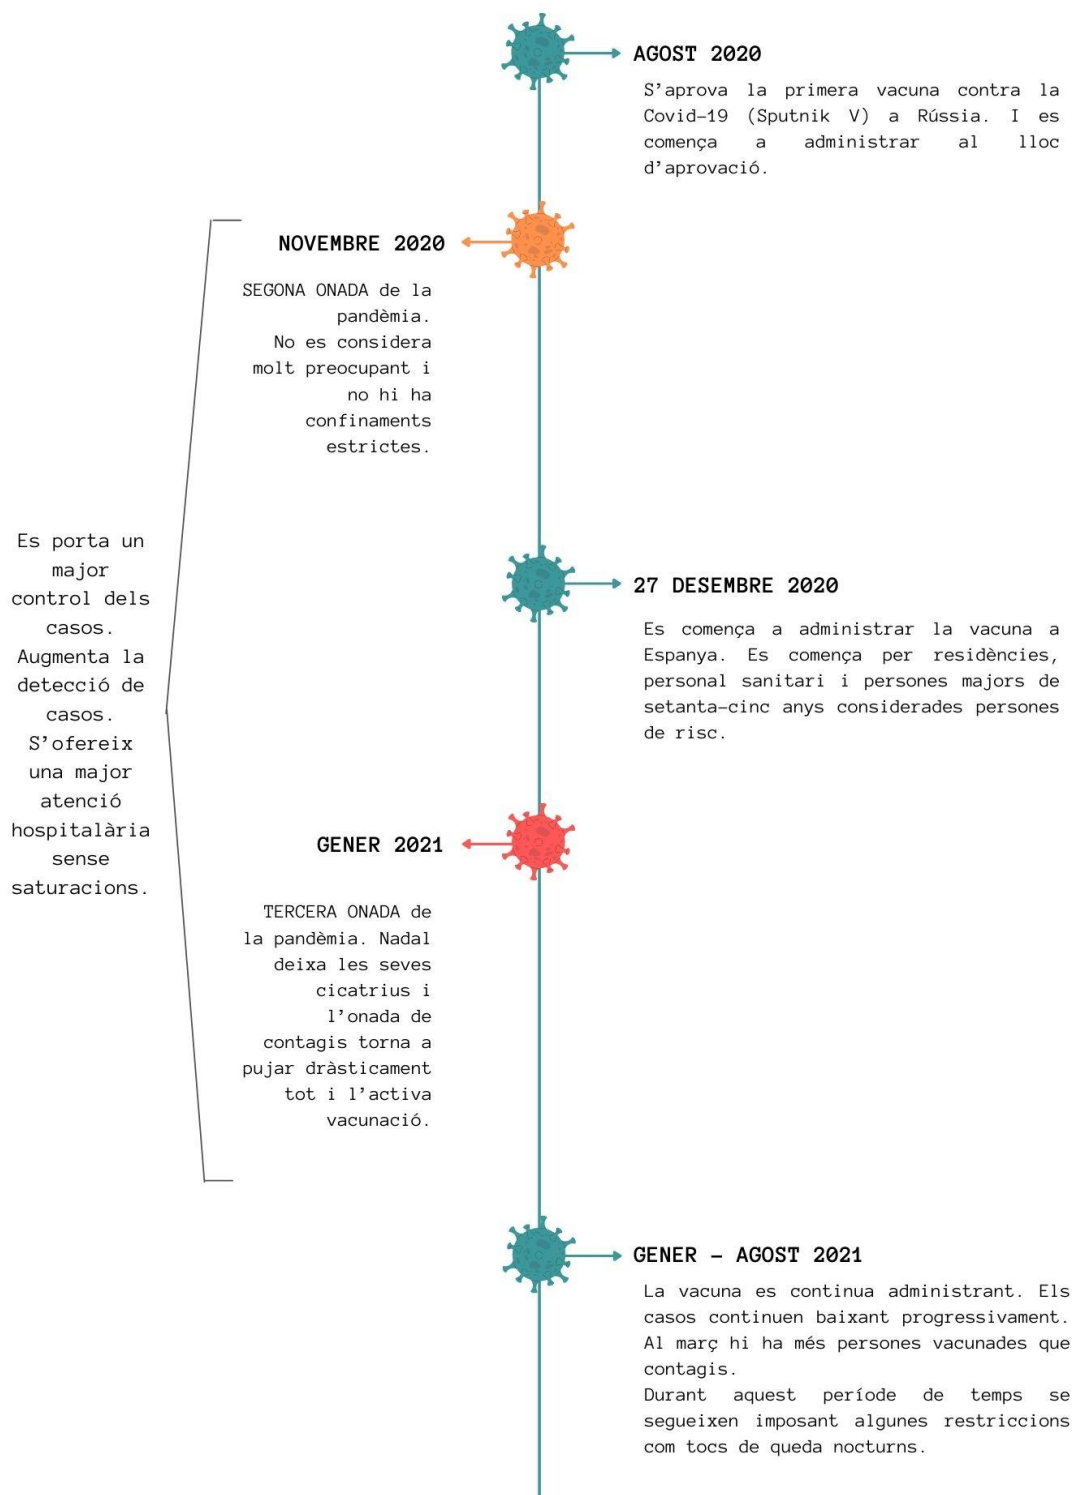 AGOST 2020
S’aprova la primera vacuna contra la
Covid-19 (Sputnik V) a Rússia. I es
comença a administrar al lloc
d’aprovació.
NOVEMBRE 2020
SEGONA ONADA de la
pandèmia.
No es considera
molt preocupant i
no hi ha
confinaments
estrictes.
Es porta un
major
control dels
casos.
Augmenta la
detecció de
casos.
S’ofereix
una major
atenció
hospitalària
sense
saturacions.
27 DESEMBRE 2020
Es comença a administrar la vacuna a
Espanya. Es comença per residències,
personal sanitari i persones majors de
setanta-cinc anys considerades persones
de risc.
GENER 2021
TERCERA ONADA de
la pandèmia. Nadal
deixa les seves
cicatrius i
l’onada de
contagis torna a
pujar dràsticament
tot i l’activa
vacunació.
GENER - AGOST 2021
La vacuna es continua administrant. Els
casos continuen baixant progressivament.
Al març hi ha més persones vacunades que
contagis.
Durant aquest període de temps se
segueixen imposant algunes restriccions
com tocs de queda nocturns.